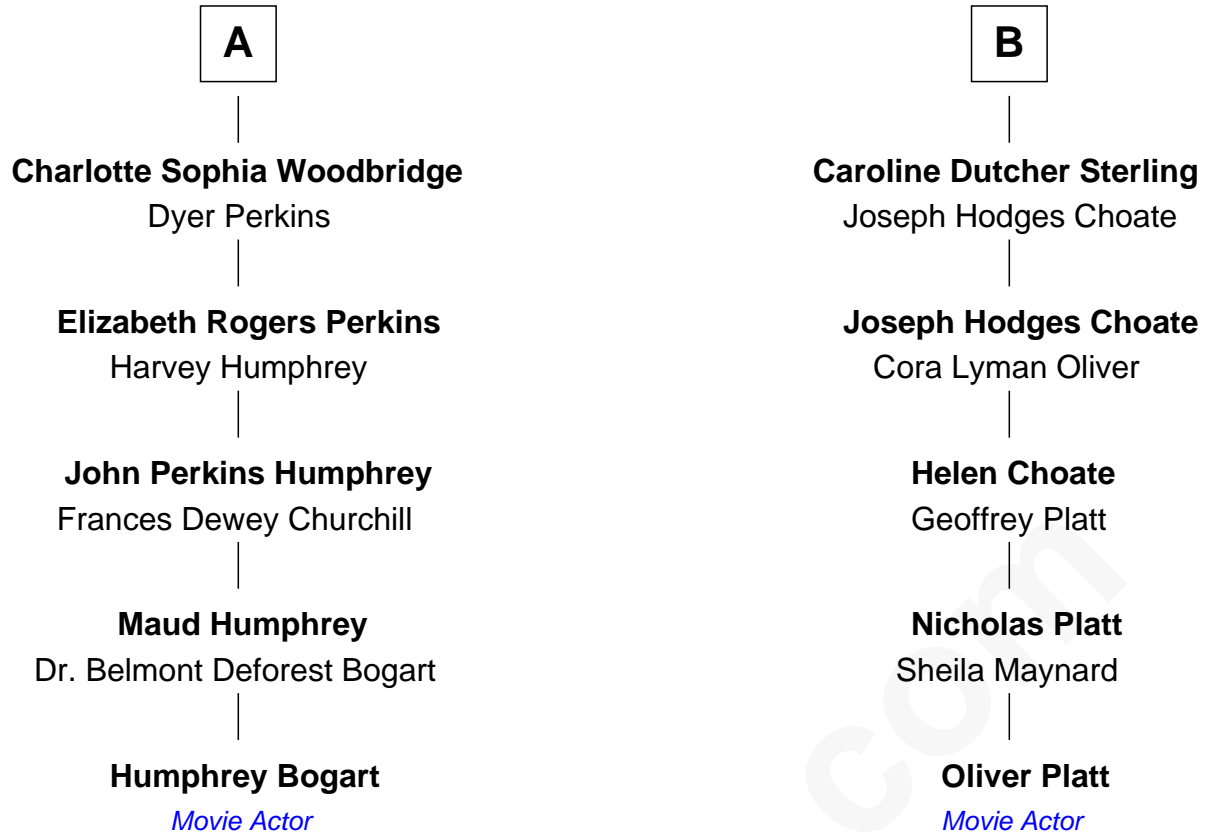 A
Charlotte Sophia Woodbridge
Dyer Perkins
Elizabeth Rogers Perkins
Harvey Humphrey
John Perkins Humphrey
Frances Dewey Churchill
Maud Humphrey
Dr. Belmont Deforest Bogart
Humphrey Bogart
Movie Actor
B
Caroline Dutcher Sterling
Joseph Hodges Choate
Joseph Hodges Choate
Cora Lyman Oliver
Helen Choate
Geoffrey Platt
Nicholas Platt
Sheila Maynard
Oliver Platt
Movie Actor
com